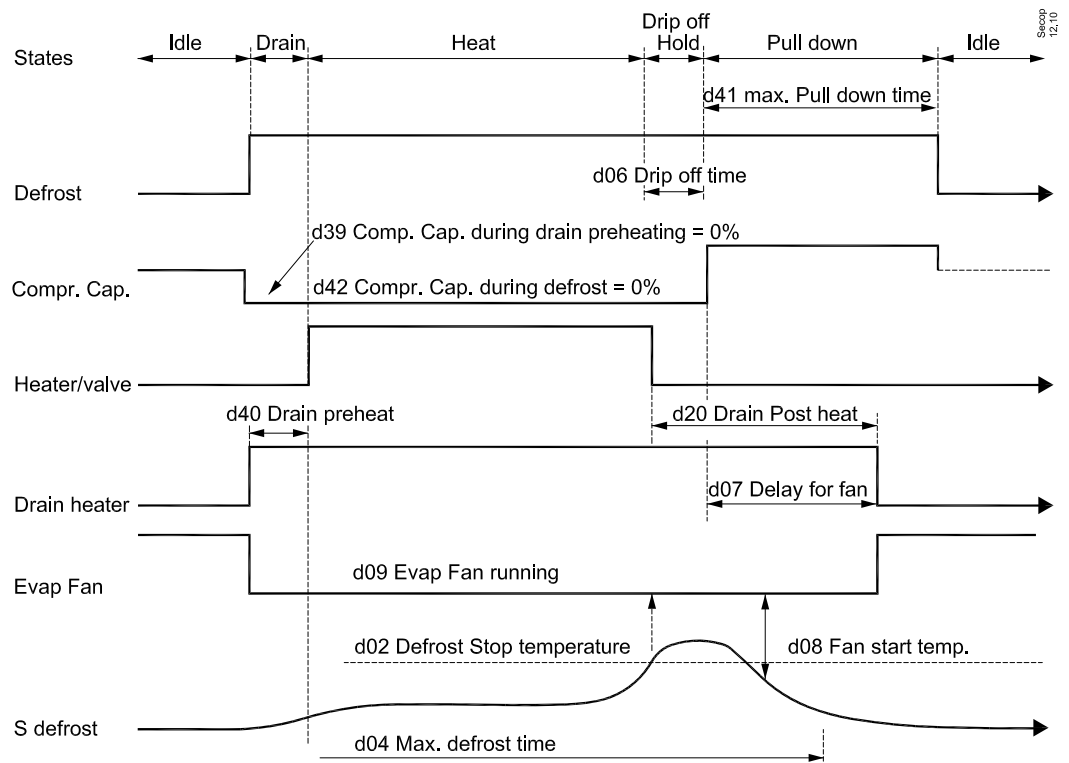 Secop
12.10
Drip off
States
Idle
Drain
Heat
Hold
Pull down
Idle
d41 max. Pull down time
d06 Drip off time
Defrost
d39 Comp. Cap. during drain preheating = 0%
Compr. Cap.
d42 Compr. Cap. during defrost = 0%
Heater/valve
d40 Drain preheat
d20 Drain Post heat
Drain heater
d07 Delay for fan
Evap Fan
d09 Evap Fan running
d02 Defrost Stop temperature
d08 Fan start temp.
S defrost
d04 Max. defrost time